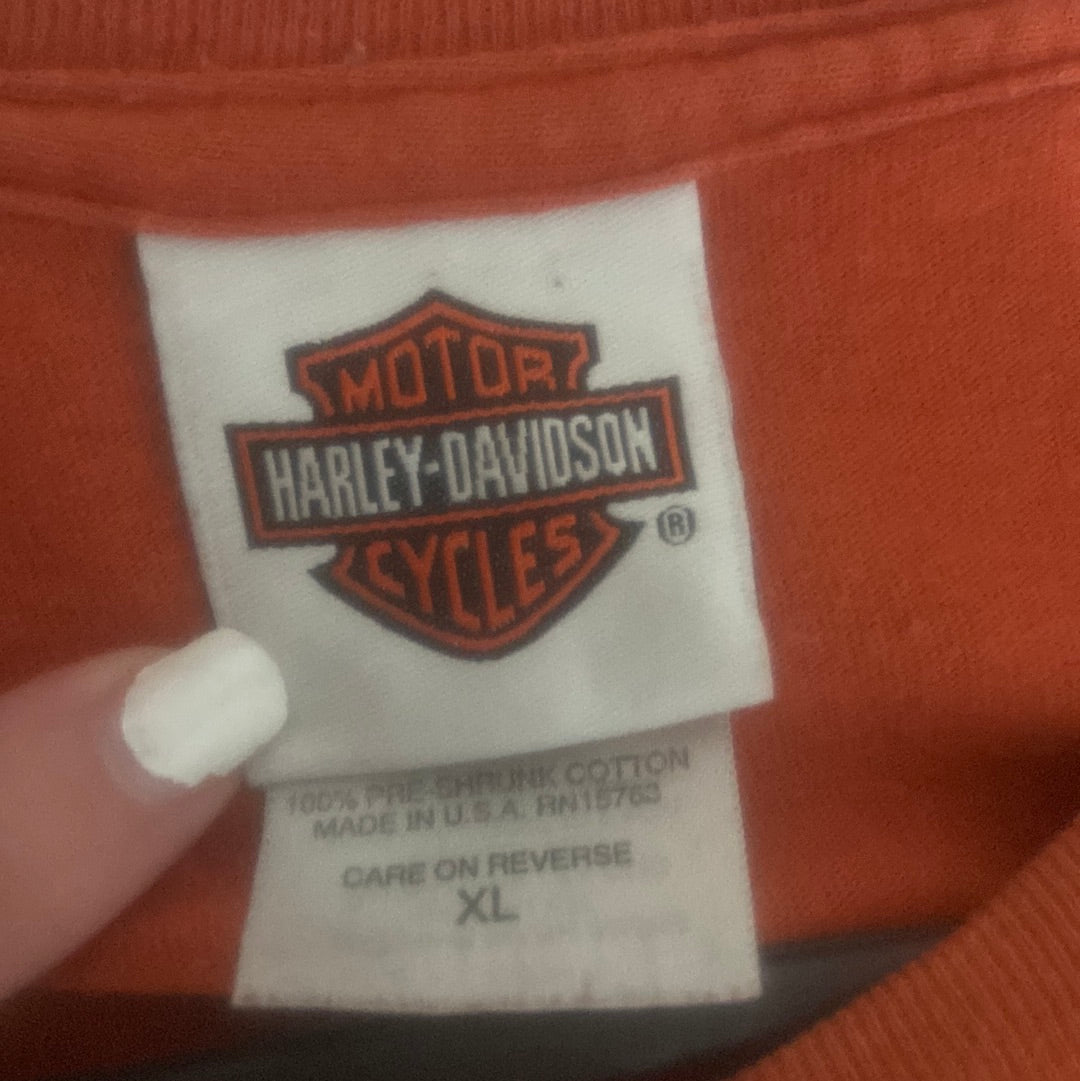 MOTOR
HARLEY-DAVIDSON
®
CYCLES
100% PRE-SHRUNK COTTON
MADE IN U.S.A. RN15763
CARE ON REVERSE
XL